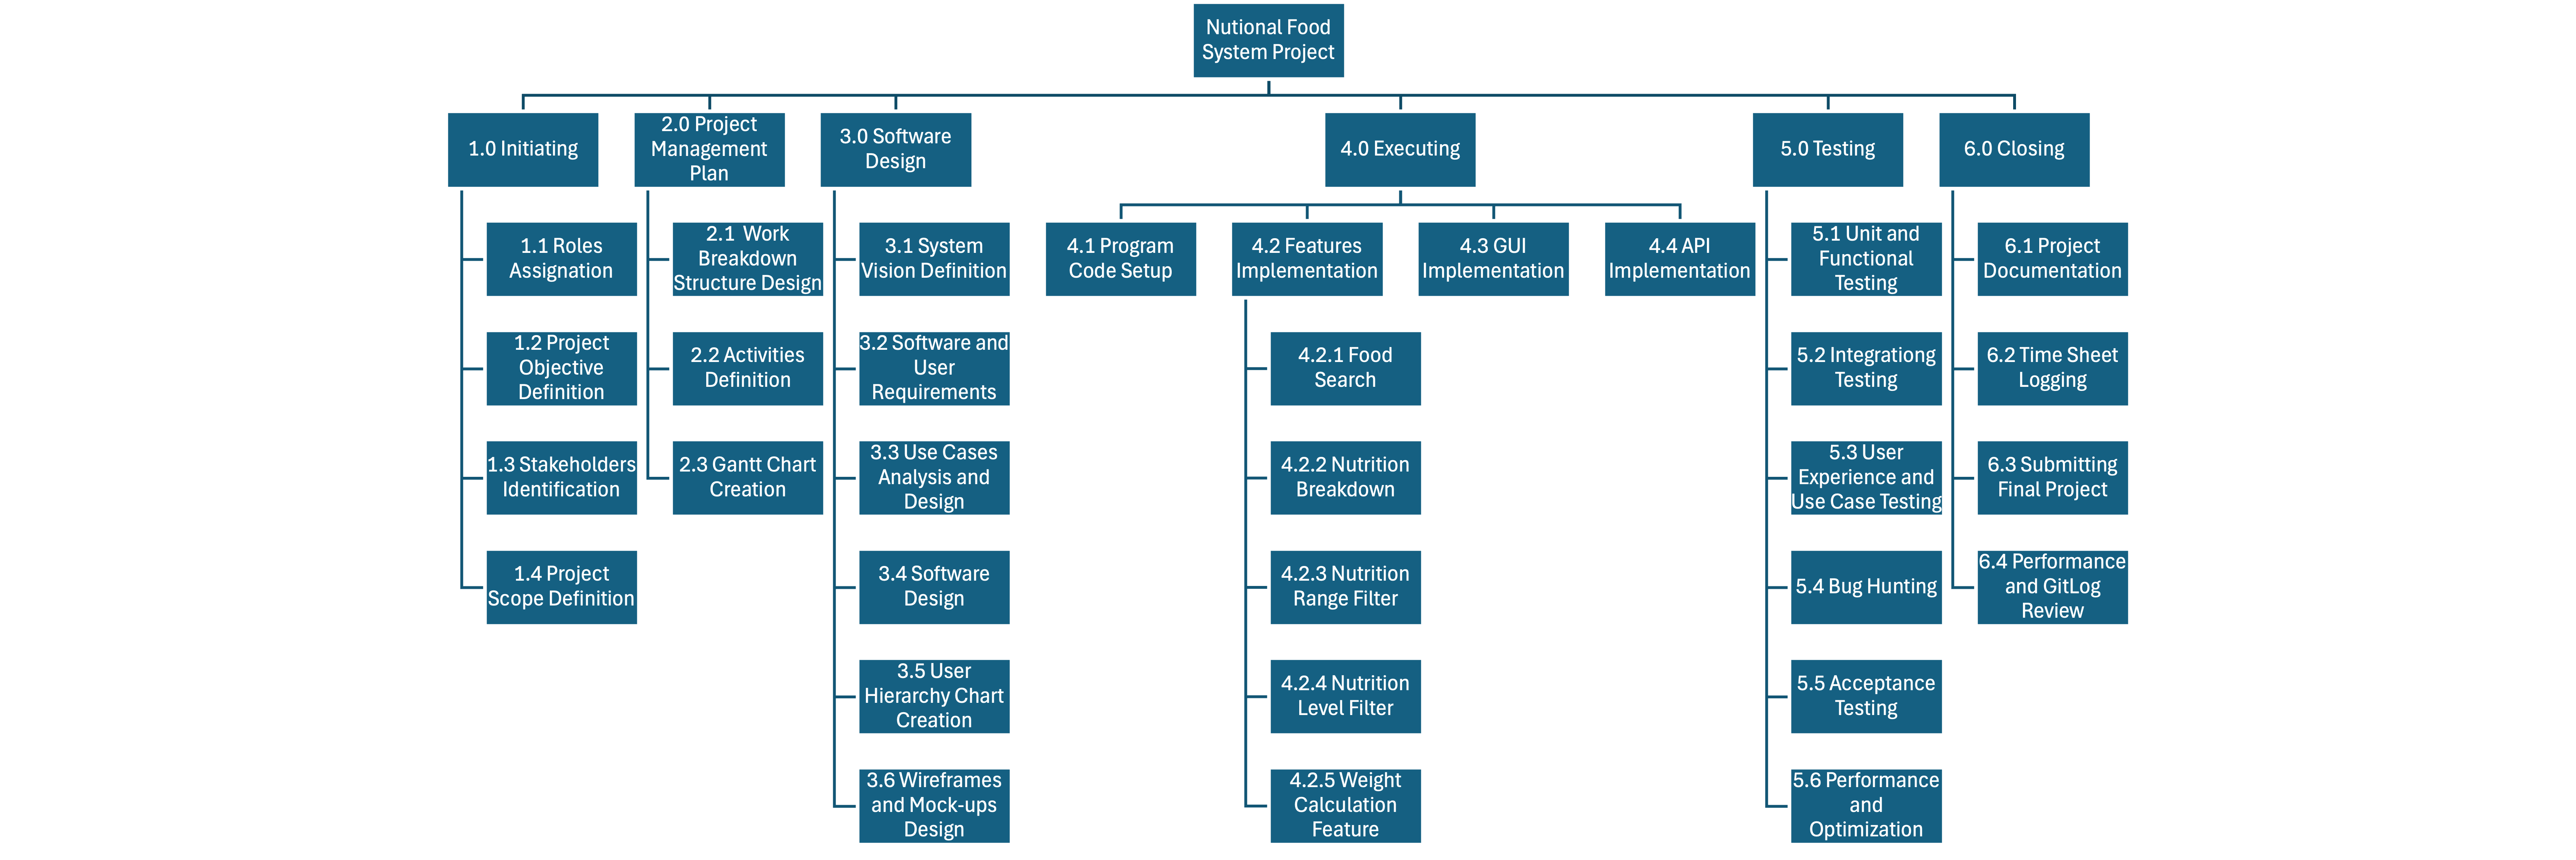 Nutional Food
System Project
1.0 Initiating
2.0 Project
Management
Plan
3.0 Software
Design
4.0 Executing
5.0 Testing
6.0 Closing
1.1 Roles
Assignation
1.2 Project
Objective
Definition
1.3 Stakeholders
Identification
1.4 Project
Scope Definition
2.1 Work
Breakdown
Structure Design
2.2 Activities
Definition
2.3 Gantt Chart
Creation
3.1 System
Vision Definition
3.2 Software and
User
Requirements
3.3 Use Cases
Analysis and
Design
3.4 Software
Design
3.5 User
Hierarchy Chart
Creation
3.6 Wireframes
and Mock-ups
Design
4.1 Program
Code Setup
4.2 Features
Implementation
4.2.1 Food
Search
4.2.2 Nutrition
Breakdown
4.2.3 Nutrition
Range Filter
4.2.4 Nutrition
Level Filter
4.2.5 Weight
Calculation
Feature
4.3 GUI
Implementation
4.4 API
Implementation
5.1 Unit and
Functional
Testing
5.2 Integrationg
Testing
5.3 User
Experience and
Use Case Testing
5.4 Bug Hunting
5.5 Acceptance
Testing
5.6 Performance
and
Optimization
6.1 Project
Documentation
6.2 Time Sheet
Logging
6.3 Submitting
Final Project
6.4 Performance
and GitLog
Review